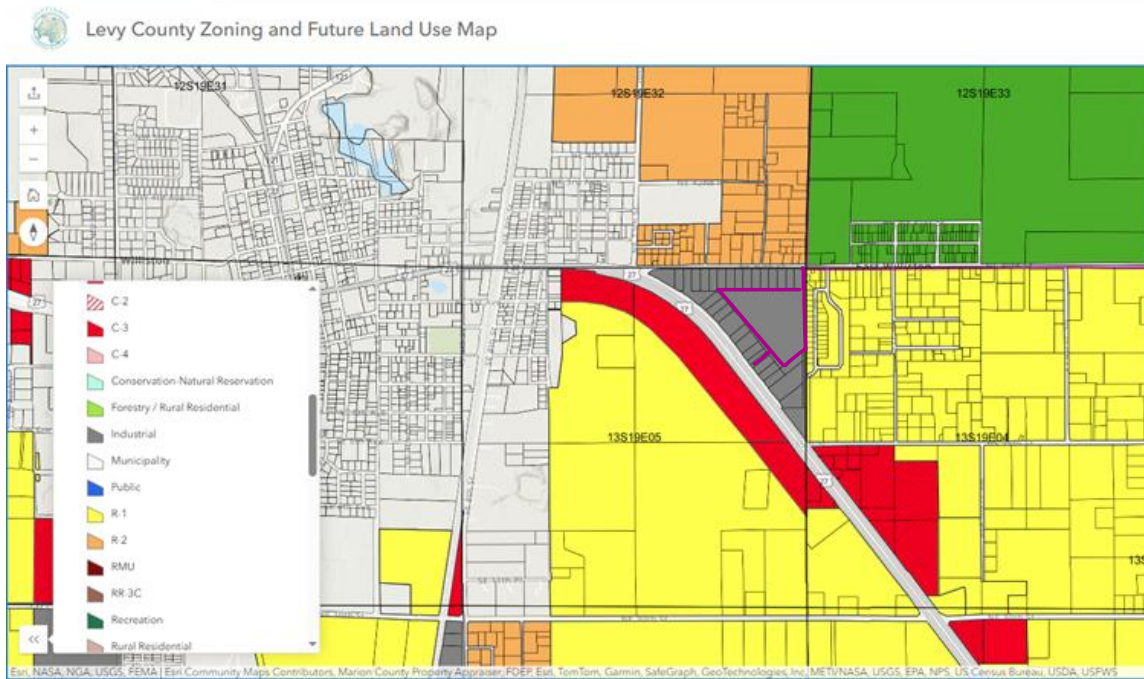 Levy County Zoning and Future Land Use Map
12S19E31
121
12S19E32
12S19E33
27
27
27
C-2
C-3
C-4
Conservation-Natural Reservation
Forestry / Rural Residential
Industrial
Municipality
Public
R-1
R-2
RMU
RR-3C
Recreation
Rural Residential
13S19E05
13S19E04
27
Esri, NASA, NGA, USGS, FEMA | Esri Community Maps Contributors, Marion County Property Appraiser, FDEP, Esri, TomTom, Garmin, SafeGraph, GeoTechnologies, Inc, METI/NASA, USGS, EPA, NPS, US Census Bureau, USDA, USFWS